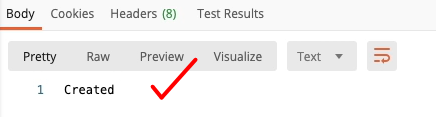 Body Cookies Headers (8) Test Results
Pretty Raw Preview Visualize Text
1 Created